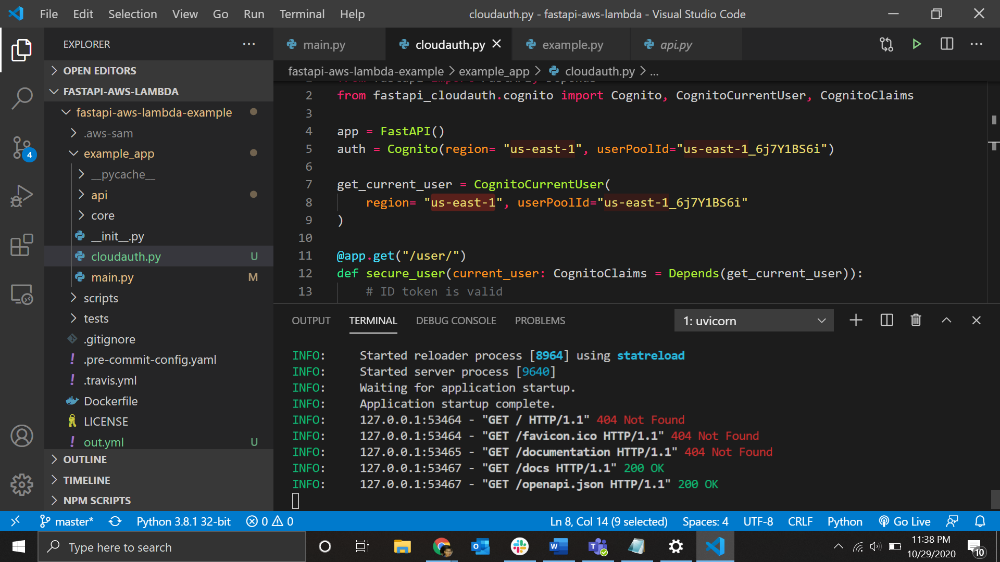 File Edit Selection View Go Run Terminal Help
cloudauth.py - fastapi-aws-lambda - Visual Studio Code
EXPLORER
OPEN EDITORS
FASTAPI-AWS-LAMBDA
fastapi-aws-lambda-example
.aws-sam
example_app
__pycache__
api
core
__init__.py
cloudauth.py U
main.py M
scripts
tests
.gitignore
.pre-commit-config.yaml
.travis.yml
Dockerfile
LICENSE
out.yml U
OUTLINE
TIMELINE
NPM SCRIPTS
4
main.py cloudauth.py example.py api.py
fastapi-aws-lambda-example > example_app > cloudauth.py > ...
from fastapi import FastAPI, Depends
2 from fastapi_cloudauth.cognito import Cognito, CognitoCurrentUser, CognitoClaims
3
4 app = FastAPI()
5 auth = Cognito(region= "us-east-1", userPoolId="us-east-1_6j7Y1BS6i")
6
7 get_current_user = CognitoCurrentUser(
8     region= "us-east-1", userPoolId="us-east-1_6j7Y1BS6i"
9 )
10
11 @app.get("/user/")
12 def secure_user(current_user: CognitoClaims = Depends(get_current_user)):
13     # ID token is valid
OUTPUT TERMINAL DEBUG CONSOLE PROBLEMS 1: uvicorn
INFO:     Started reloader process [8964] using statreload
INFO:     Started server process [9640]
INFO:     Waiting for application startup.
INFO:     Application startup complete.
INFO:     127.0.0.1:53464 - "GET / HTTP/1.1" 404 Not Found
INFO:     127.0.0.1:53464 - "GET /favicon.ico HTTP/1.1" 404 Not Found
INFO:     127.0.0.1:53465 - "GET /documentation HTTP/1.1" 404 Not Found
INFO:     127.0.0.1:53467 - "GET /docs HTTP/1.1" 200 OK
INFO:     127.0.0.1:53467 - "GET /openapi.json HTTP/1.1" 200 OK
master* Python 3.8.1 32-bit 0 0 Ln 8, Col 14 (9 selected) Spaces: 4 UTF-8 CRLF Python Go Live
Type here to search
11:38 PM
10/29/2020
10